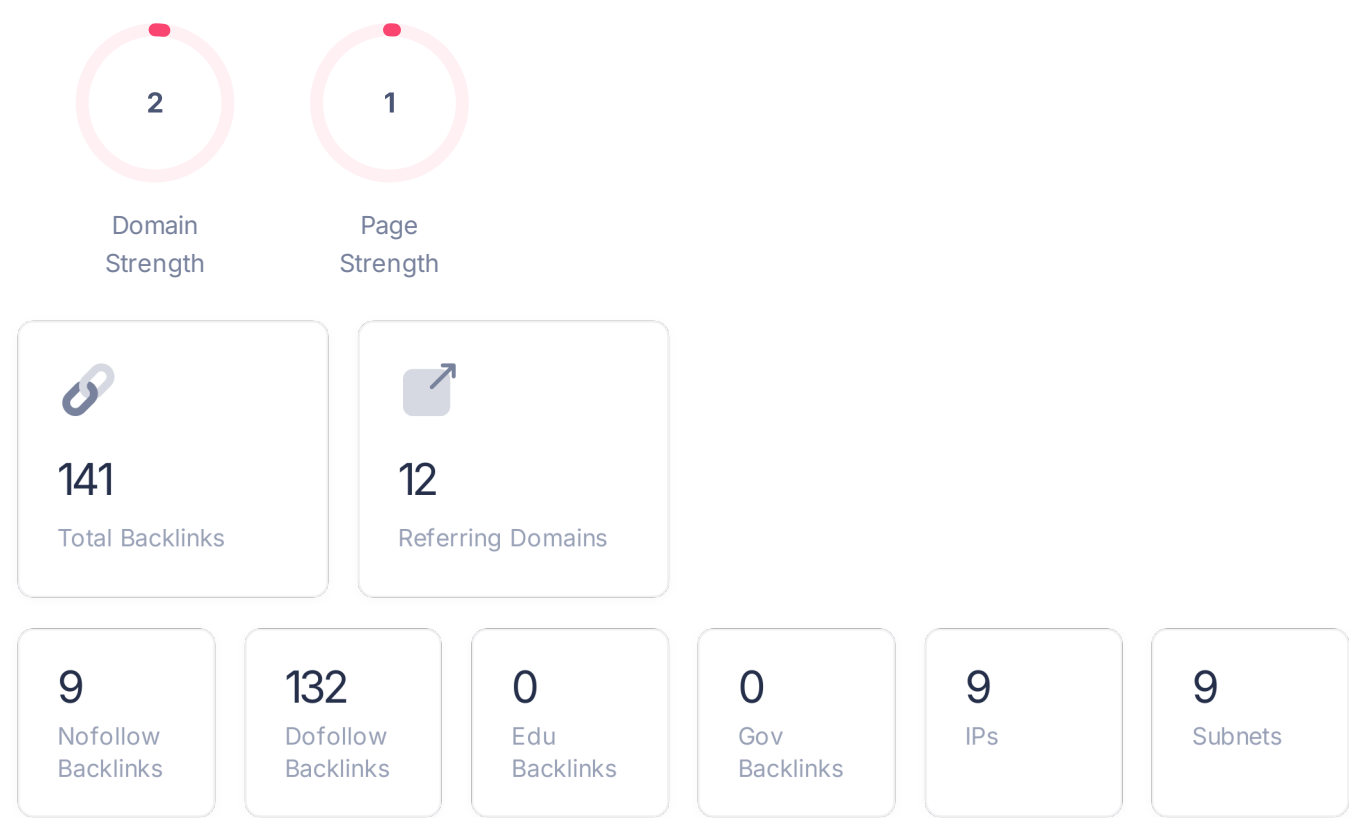 2
1
Domain
Strength
Page
Strength
141
Total Backlinks
12
Referring Domains
9
Nofollow
Backlinks
132
Dofollow
Backlinks
0
Edu
Backlinks
0
Gov
Backlinks
9
IPs
9
Subnets